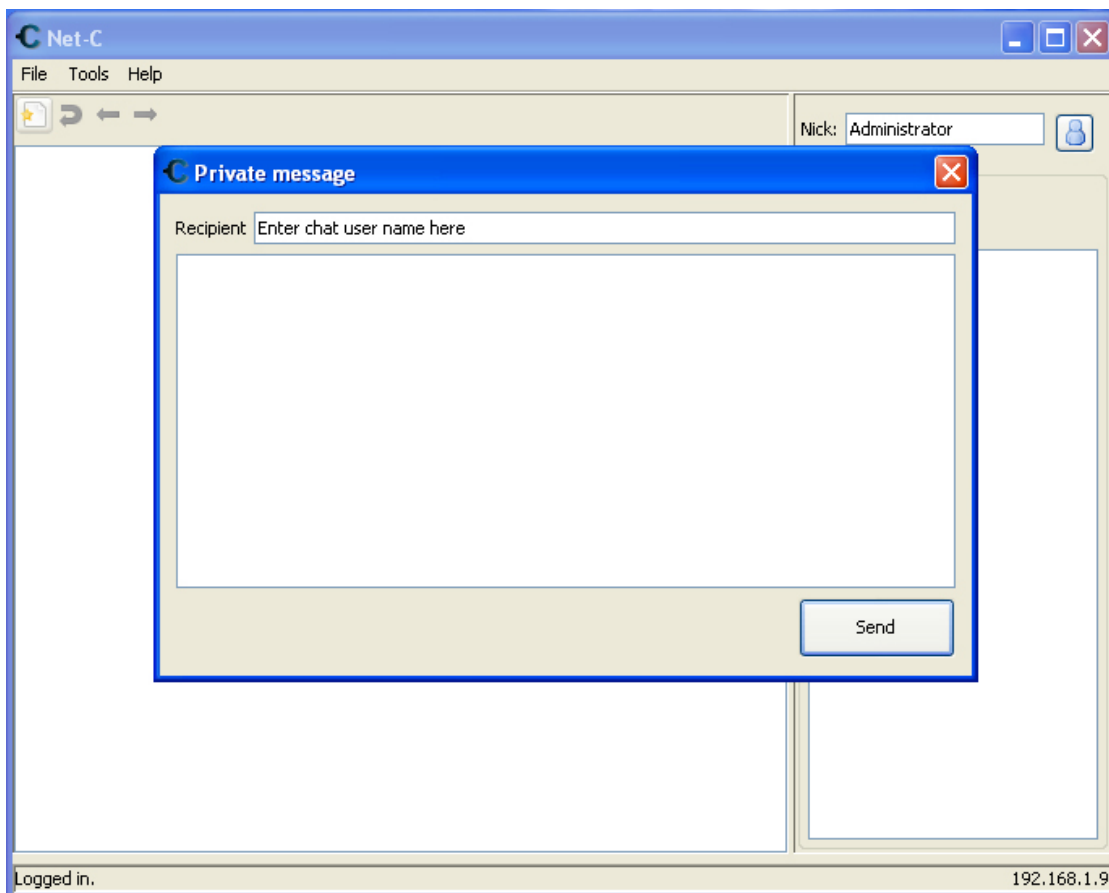 Net-C
File Tools Help
Nick: Administrator
Private message
Recipient Enter chat user name here
Send
Logged in. 192.168.1.9